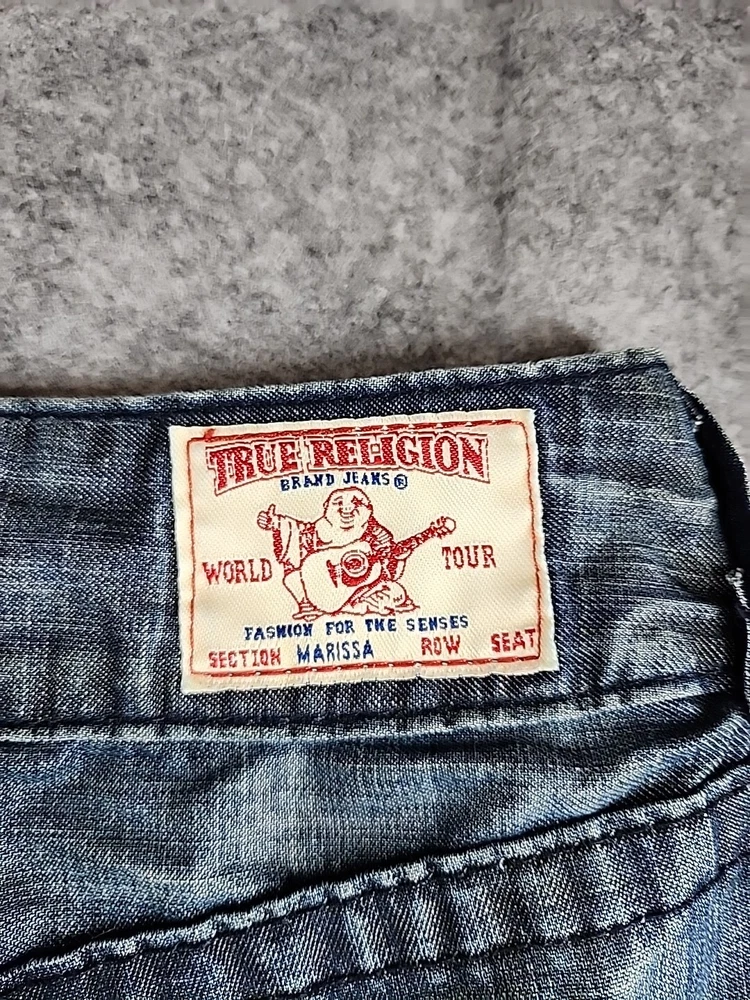 TRUE RELIGION
BRAND JEANS®
WORLD TOUR
FASHION FOR THE SENSES
SECTION MARISSA ROW SEAT